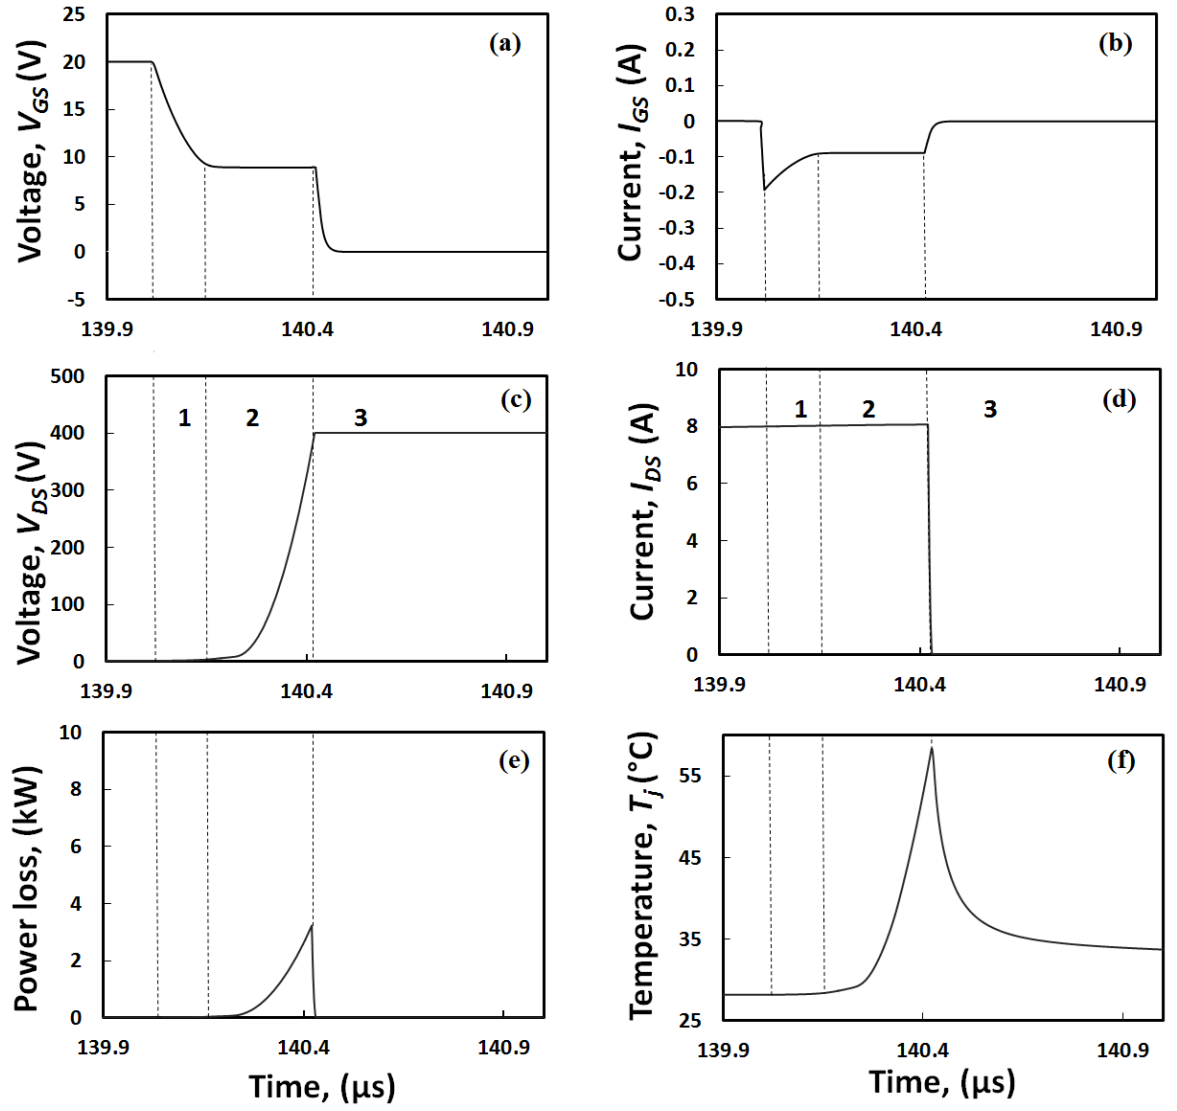 Voltage, V_GS (V)
25
20
15
10
5
0
-5
(a)
139.9 140.4 140.9
Current, I_GS (A)
0.3
0.2
0.1
0
-0.1
-0.2
-0.3
-0.4
-0.5
(b)
139.9 140.4 140.9
Voltage, V_DS (V)
500
400
300
200
100
0
1 2 3 (c)
139.9 140.4 140.9
Current, I_DS (A)
10
8
6
4
2
0
1 2 3 (d)
139.9 140.4 140.9
Power loss, (kW)
10
8
6
4
2
0
(e)
139.9 140.4 140.9
Time, (μs)
Temperature, T_j (°C)
55
45
35
25
(f)
139.9 140.4 140.9
Time, (μs)